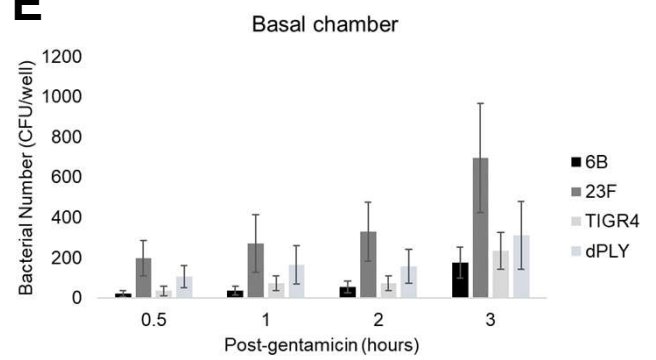 E
Basal chamber
Bacterial Number (CFU/well)
1200
1000
800
600
400
200
0
0.5 1 2 3
Post-gentamicin (hours)
6B
23F
TIGR4
dPLY